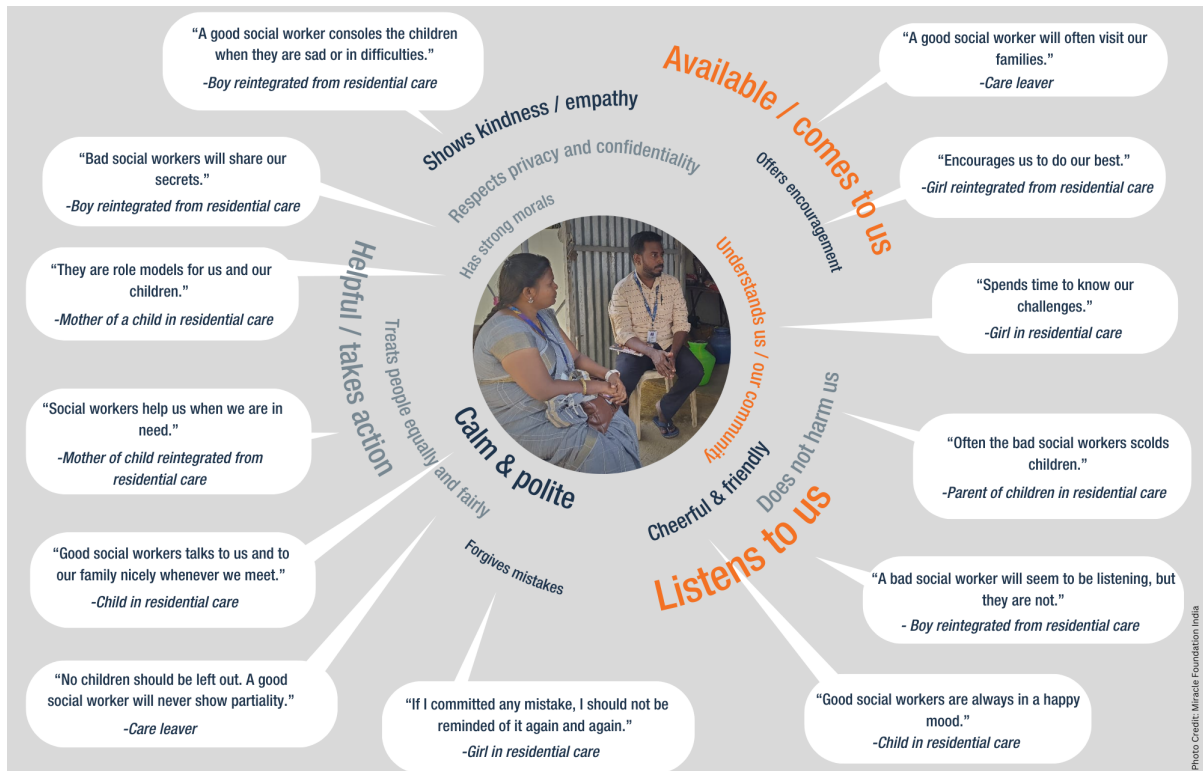 “A good social worker consoles the children
when they are sad or in difficulties.”
-Boy reintegrated from residential care
“Bad social workers will share our
secrets.”
-Boy reintegrated from residential care
“They are role models for us and our
children.”
-Mother of a child in residential care
“Social workers help us when we are in
need.”
-Mother of child reintegrated from
residential care
“Good social workers talks to us and to
our family nicely whenever we meet.”
-Child in residential care
“No children should be left out. A good
social worker will never show partiality.”
-Care leaver
“If I committed any mistake, I should not be
reminded of it again and again.”
-Girl in residential care
Shows kindness / empathy
Respects privacy and confidentiality
Has strong morals
Helpful / takes action
Treats people equally and fairly
Calm & polite
Forgives mistakes
Available / comes to us
Offers encouragement
Understands us / our community
Does not harm us
Cheerful & friendly
Listens to us
“A good social worker will often visit our
families.”
-Care leaver
“Encourages us to do our best.”
-Girl reintegrated from residential care
“Spends time to know our
challenges.”
-Girl in residential care
“Often the bad social workers scolds
children.”
-Parent of children in residential care
“A bad social worker will seem to be listening, but
they are not.”
- Boy reintegrated from residential care
“Good social workers are always in a happy
mood.”
-Child in residential care
Photo Credit: Miracle Foundation India